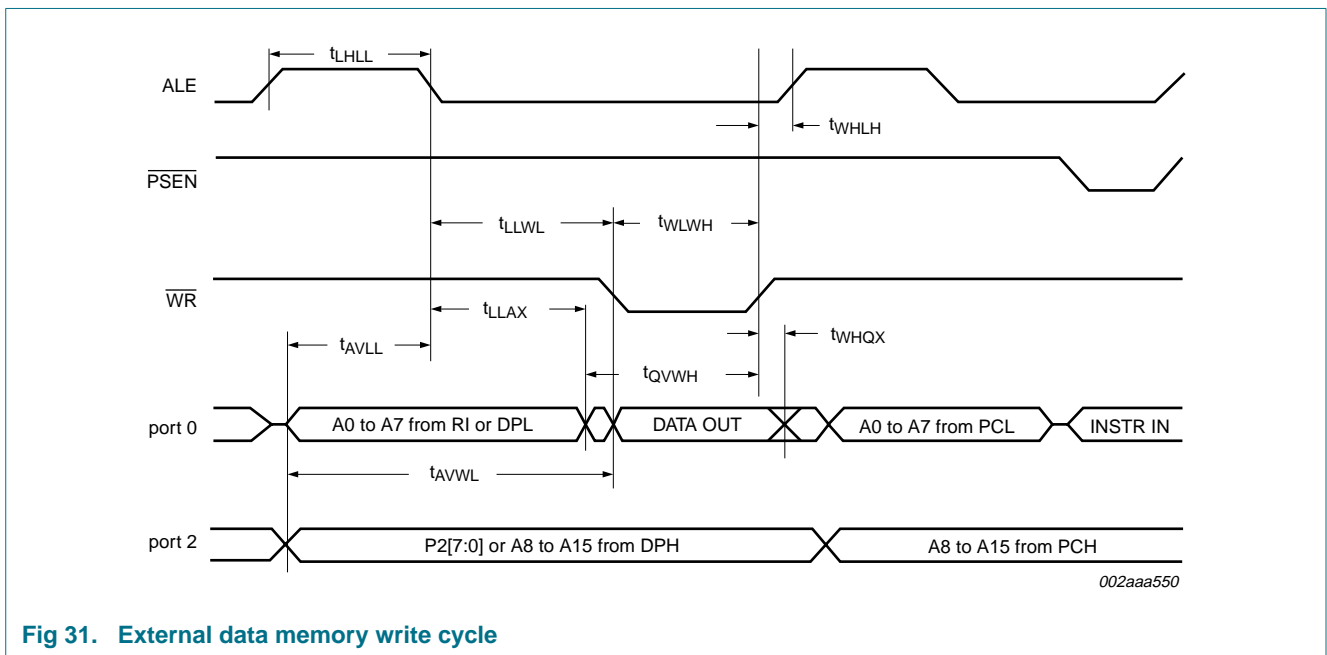 tLHLL
ALE
tWHLH
PSEN
tLLWL
tWLWH
WR
tLLAX
tWHQX
tAVLL
tQVWH
port 0
A0 to A7 from RI or DPL
DATA OUT
A0 to A7 from PCL
INSTR IN
tAVWL
port 2
P2[7:0] or A8 to A15 from DPH
A8 to A15 from PCH
002aaa550
Fig 31. External data memory write cycle